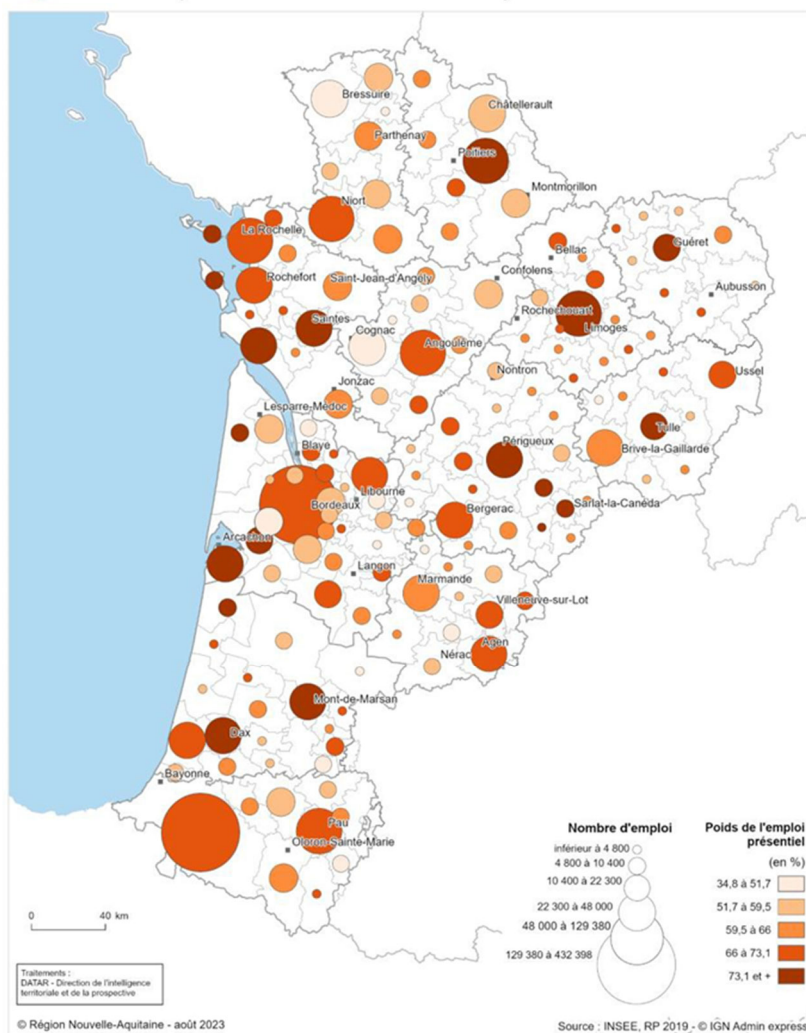 Bressuire
Châtellerault
Parthenay
Poitiers
Montmorillon
Niort
La Rochelle
Guéret
Bellac
Confolens
Rochefort
Saint-Jean-d'Angély
Aubusson
Rochechouart
Saintes
Limoges
Cognac
Angoulême
Nontron
Ussel
Jonzac
Lesparre-Médoc
Tulle
Blaye
Périgueux
Brive-la-Gaillarde
Libourne
Bordeaux
Sarlat-la-Canéda
Bergerac
Arcachon
Langon
Marmande
Villeneuve-sur-Lot
Agen
Nérac
Mont-de-Marsan
Dax
Bayonne
Pau
Oloron-Sainte-Marie
Nombre d'emploi
inférieur à 4 800
4 800 à 10 400
10 400 à 22 300
22 300 à 48 000
48 000 à 129 380
129 380 à 432 398
Poids de l'emploi
présentiel
(en %)
34,8 à 51,7
51,7 à 59,5
59,5 à 66
66 à 73,1
73,1 et +
0 40 km
Traitements :
DATAR - Direction de l'intelligence
territoriale et de la prospective
© Région Nouvelle-Aquitaine - août 2023
Source : INSEE, RP 2019 - © IGN Admin express